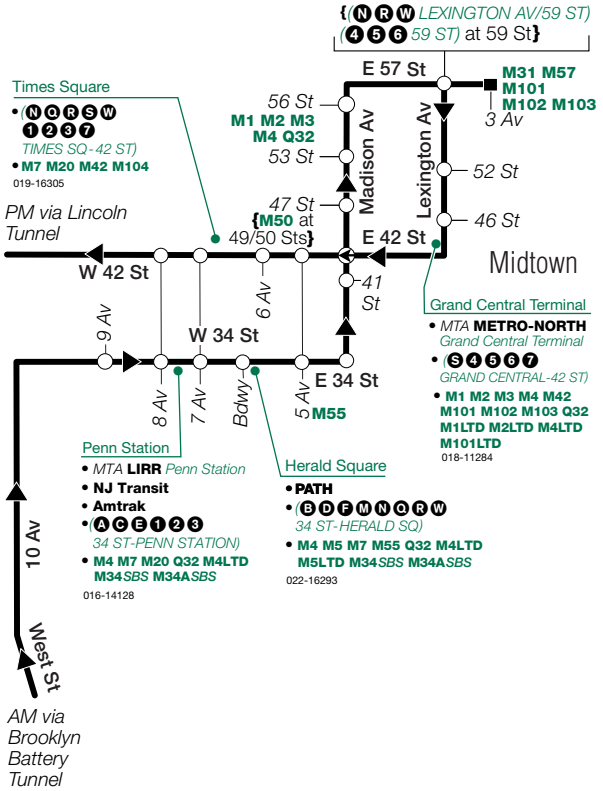 {(N R W LEXINGTON AV/59 ST)
(4 5 6 59 ST) at 59 St}
E 57 St
M31 M57
M101
M102 M103
3 Av
56 St
M1 M2 M3
M4 Q32
53 St
Madison Av
Lexington Av
52 St
47 St
46 St
{M50 at
49/50 Sts}
Times Square
• (N Q R S W
1 2 3 7
TIMES SQ-42 ST)
• M7 M20 M42 M104
019-16305
PM via Lincoln
Tunnel
W 42 St
E 42 St
Midtown
6 Av
41
St
Grand Central Terminal
• MTA METRO-NORTH
Grand Central Terminal
• (S 4 5 6 7
GRAND CENTRAL-42 ST)
• M1 M2 M3 M4 M42
M101 M102 M103 Q32
M1LTD M2LTD M4LTD
M101LTD
018-11284
9 Av
W 34 St
E 34 St
8 Av
7 Av
Bdwy
5 Av
M55
Penn Station
• MTA LIRR Penn Station
• NJ Transit
• Amtrak
• (A C E 1 2 3
34 ST-PENN STATION)
• M4 M7 M20 Q32 M4LTD
M34SBS M34ASBS
016-14128
Herald Square
• PATH
• (B D F M N Q R W
34 ST-HERALD SQ)
• M4 M5 M7 M55 Q32 M4LTD
M5LTD M34SBS M34ASBS
022-16293
10 Av
West St
AM via
Brooklyn
Battery
Tunnel